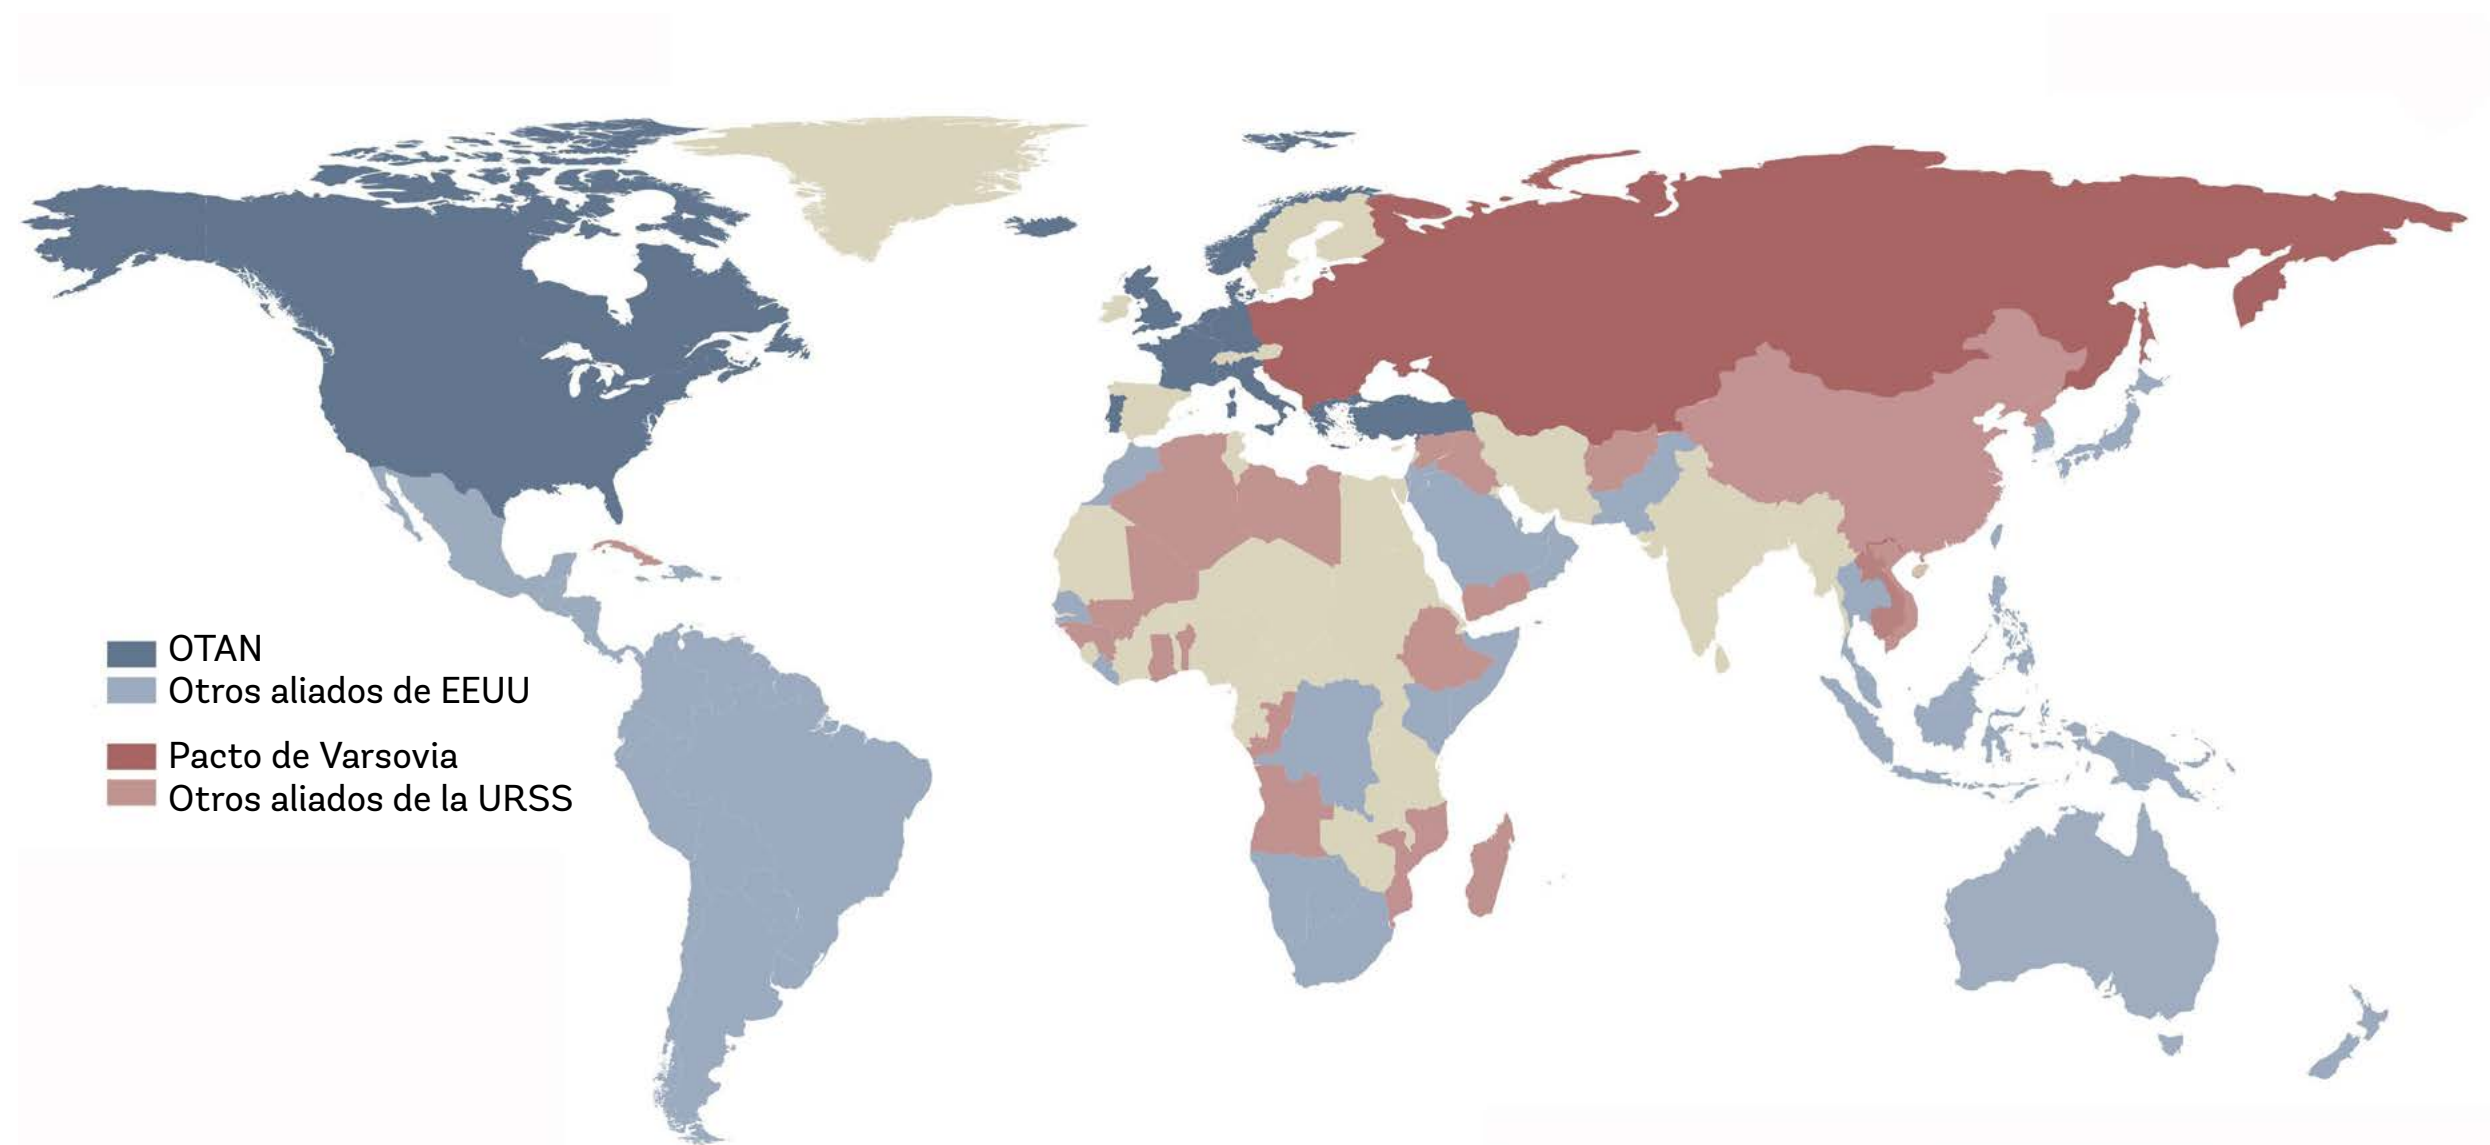 OTAN
Otros aliados de EEUU
Pacto de Varsovia
Otros aliados de la URSS